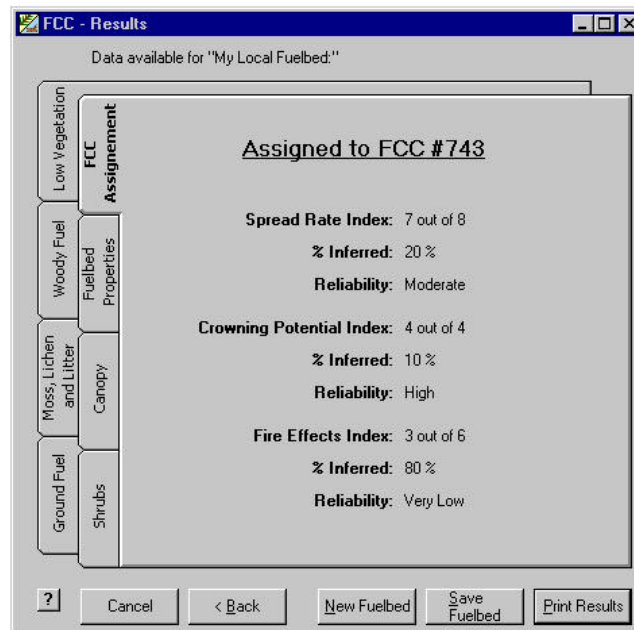 FCC - Results
Data available for "My Local Fuelbed:"
Low Vegetation
Woody Fuel
Moss, Lichen
and Litter
Ground Fuel
FCC
Assignement
Fuelbed
Properties
Canopy
Shrubs
Assigned to FCC #743
Spread Rate Index: 7 out of 8
% Inferred: 20 %
Reliability: Moderate
Crowning Potential Index: 4 out of 4
% Inferred: 10 %
Reliability: High
Fire Effects Index: 3 out of 6
% Inferred: 80 %
Reliability: Very Low
?
Cancel
< Back
New Fuelbed
Save
Fuelbed
Print Results